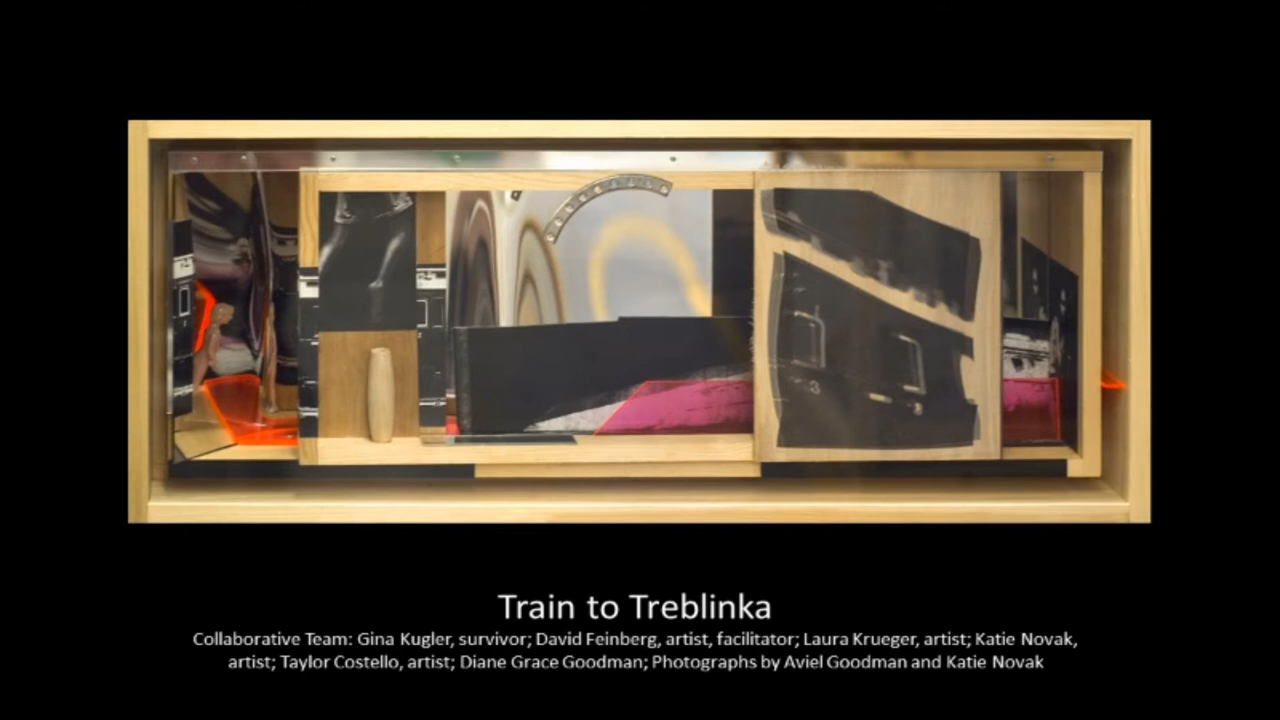 Train to Treblinka
Collaborative Team: Gina Kugler, survivor; David Feinberg, artist, facilitator; Laura Krueger, artist; Katie Novak,
artist; Taylor Costello, artist; Diane Grace Goodman; Photographs by Aviel Goodman and Katie Novak